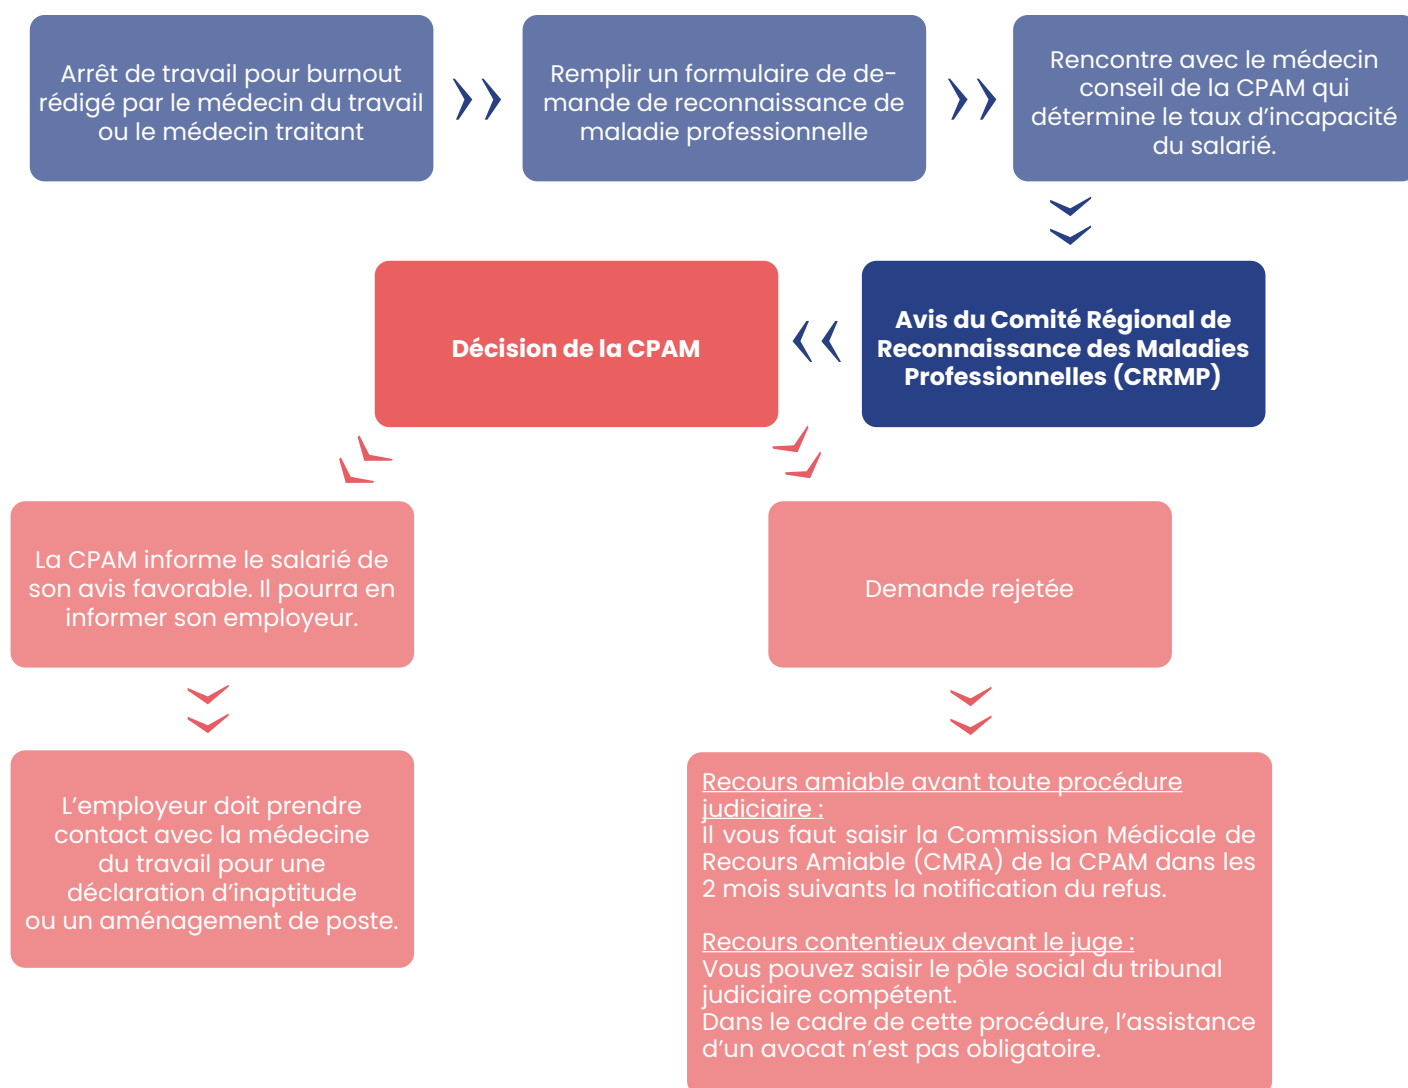 Arrêt de travail pour burnout
rédigé par le médecin du travail
ou le médecin traitant
Remplir un formulaire de de-
mande de reconnaissance de
maladie professionnelle
Rencontre avec le médecin
conseil de la CPAM qui
détermine le taux d'incapacité
du salarié.
Avis du Comité Régional de
Reconnaissance des Maladies
Professionnelles (CRRMP)
Décision de la CPAM
La CPAM informe le salarié de
son avis favorable. Il pourra en
informer son employeur.
L'employeur doit prendre
contact avec la médecine
du travail pour une
déclaration d'inaptitude
ou un aménagement de poste.
Demande rejetée
Recours amiable avant toute procédure
judiciaire :
Il vous faut saisir la Commission Médicale de
Recours Amiable (CMRA) de la CPAM dans les
2 mois suivants la notification du refus.
Recours contentieux devant le juge :
Vous pouvez saisir le pôle social du tribunal
judiciaire compétent.
Dans le cadre de cette procédure, l'assistance
d'un avocat n'est pas obligatoire.